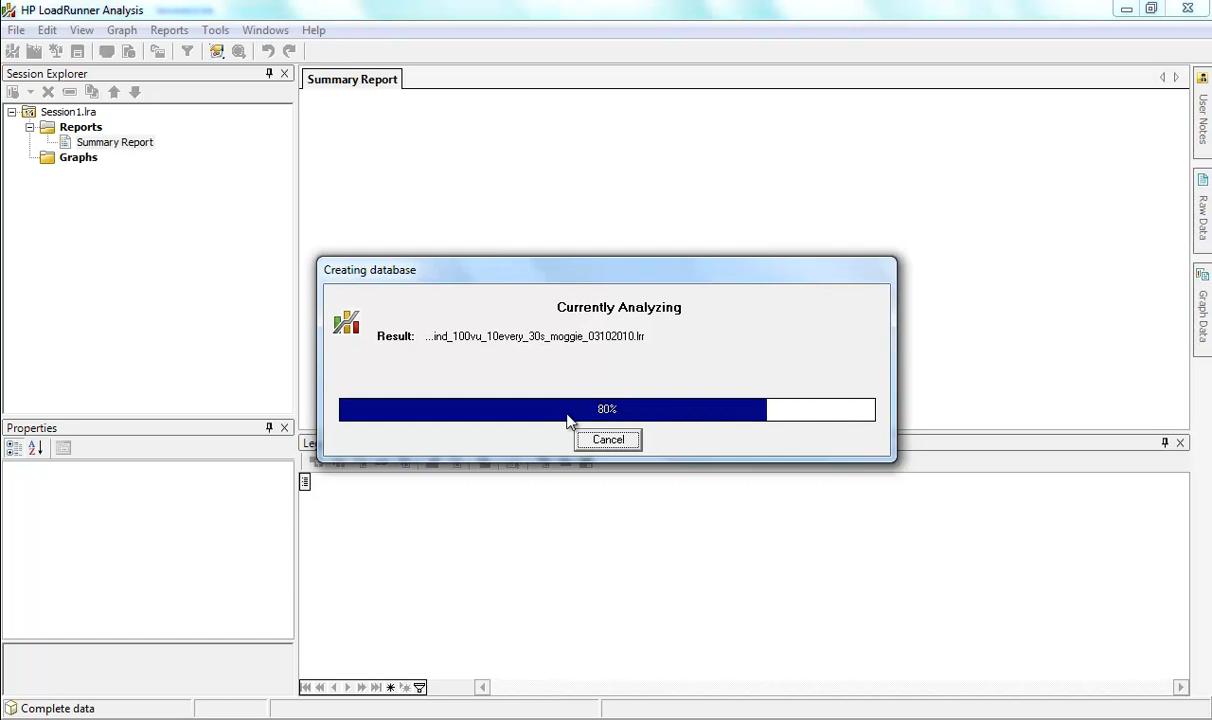 HP LoadRunner Analysis
File Edit View Graph Reports Tools Windows Help
Session Explorer
Session1.lra
Reports
Summary Report
Graphs
Summary Report
User Notes
Raw Data
Graph Data
Creating database
Currently Analyzing
Result: ...ind_100vu_10every_30s_moggie_03102010.lrr
80%
Cancel
Properties
Le
Complete data